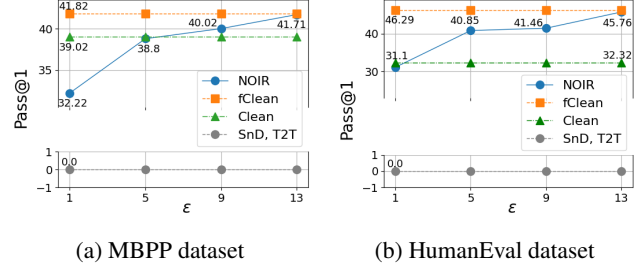 41.82
40.02
41.71
39.02
38.8
32.22
40
35
Pass@1
NOIR
fClean
Clean
SnD, T2T
0.0
1
0
−1
1
5
9
13
ε
(a) MBPP dataset
46.29
40.85
41.46
45.76
31.1
32.32
40
30
Pass@1
NOIR
fClean
Clean
SnD, T2T
0.0
1
0
−1
1
5
9
13
ε
(b) HumanEval dataset